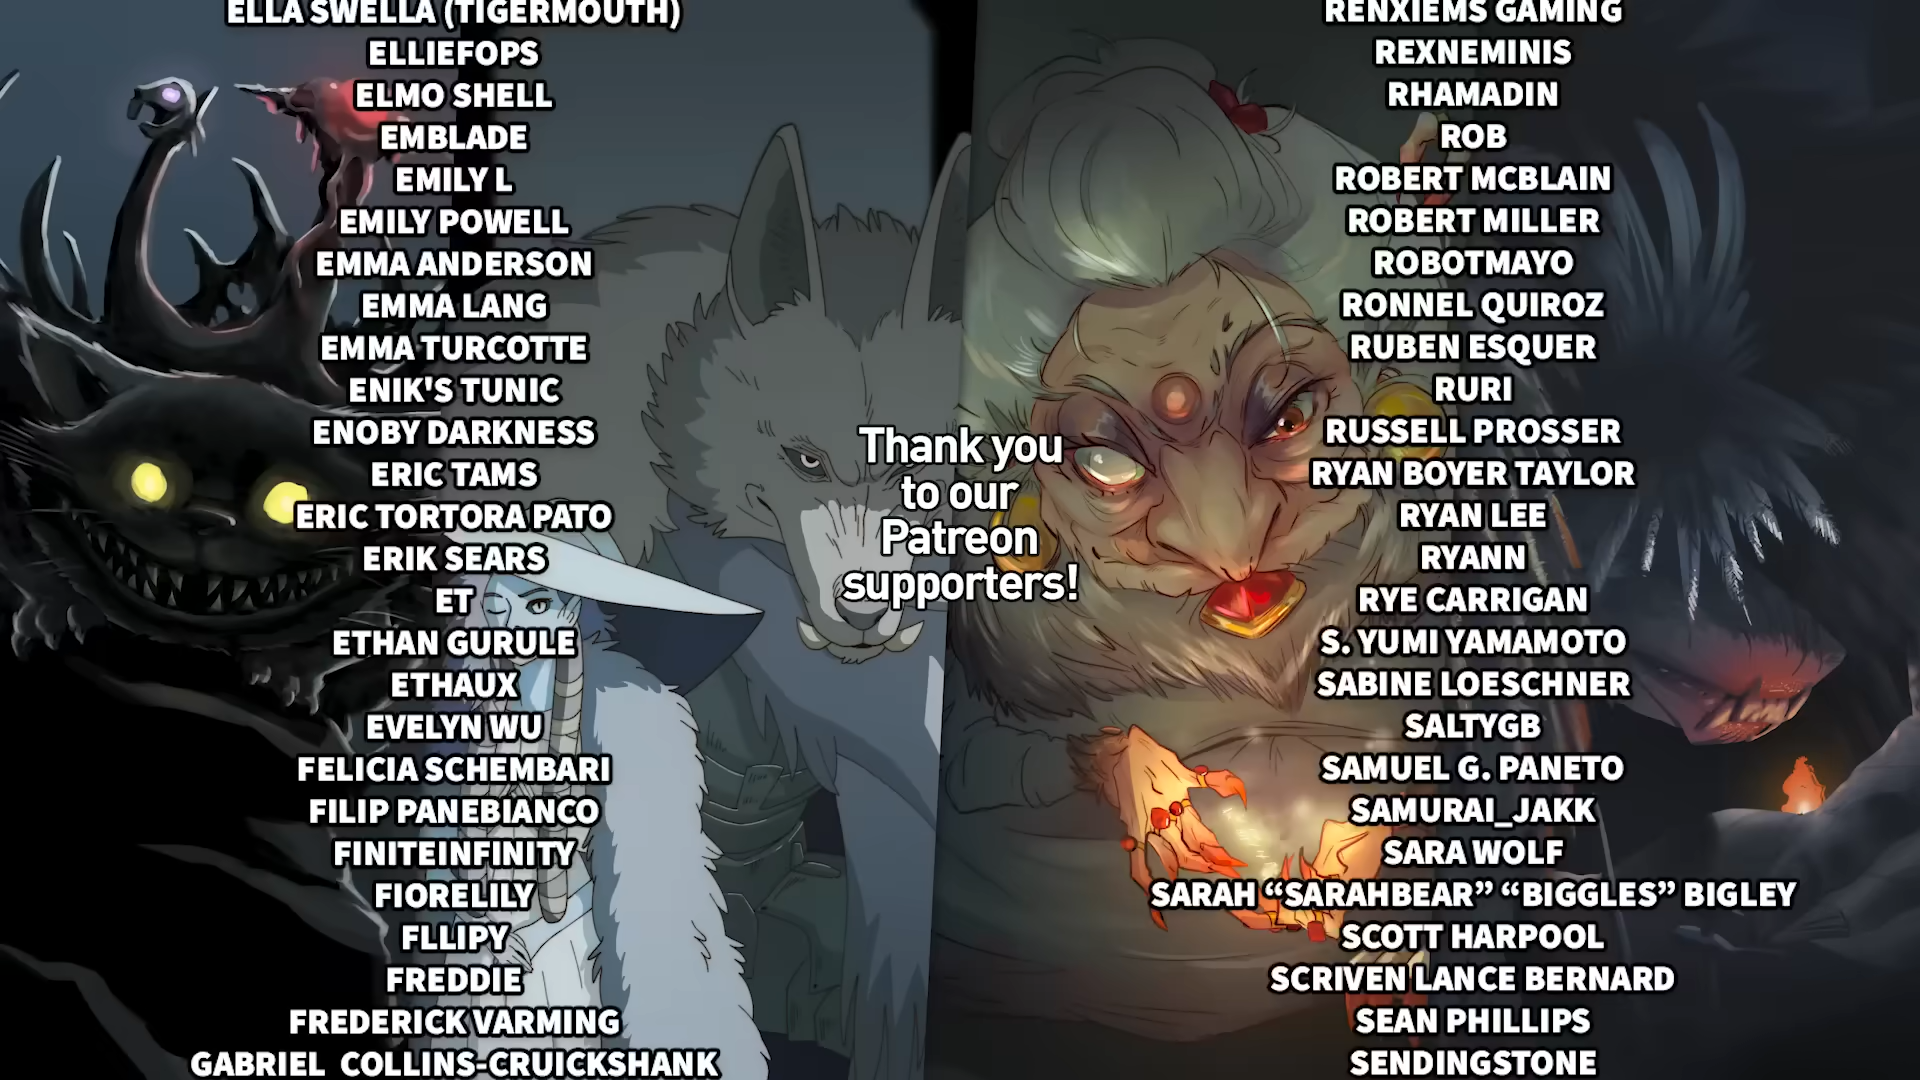 ELLA SWELLA (TIGERMOUTH)
ELLIEFOPS
ELMO SHELL
EMBLADE
EMILY L
EMILY POWELL
EMMA ANDERSON
EMMA LANG
EMMA TURCOTTE
ENIK'S TUNIC
ENOBY DARKNESS
ERIC TAMS
ERIC TORTORA PATO
ERIK SEARS
ET
ETHAN GURULE
ETHAUX
EVELYN WU
FELICIA SCHEMBARI
FILIP PANEBIANCO
FINITEINFINITY
FIORELILY
FLLIPY
FREDDIE
FREDERICK VARMING
GABRIEL  COLLINS-CRUICKSHANK
Thank you
to our
Patreon
supporters!
RENXIEMS GAMING
REXNEMINIS
RHAMADIN
ROB
ROBERT MCBLAIN
ROBERT MILLER
ROBOTMAYO
RONNEL QUIROZ
RUBEN ESQUER
RURI
RUSSELL PROSSER
RYAN BOYER TAYLOR
RYAN LEE
RYANN
RYE CARRIGAN
S. YUMI YAMAMOTO
SABINE LOESCHNER
SALTYGB
SAMUEL G. PANETO
SAMURAI_JAKK
SARA WOLF
SARAH “SARAHBEAR” “BIGGLES” BIGLEY
SCOTT HARPOOL
SCRIVEN LANCE BERNARD
SEAN PHILLIPS
SENDINGSTONE